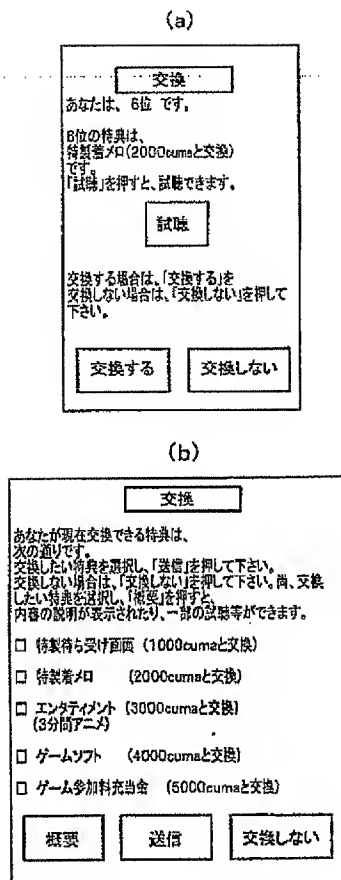 (a)
交換
あなたは、6位 です。
6位の特典は、
特製着メロ(2000cumaと交換)
です。
「試聴」を押すと、試聴できます。
試聴
交換する場合は、「交換する」を
交換しない場合は、「交換しない」を押して
下さい。
交換する
交換しない
(b)
交換
あなたが現在交換できる特典は、
次の通りです。
交換したい特典を選択し、「送信」を押して下さい。
交換しない場合は、「交換しない」を押して下さい。尚、交換
したい特典を選択し、「概要」を押すと、
内容の説明が表示されたり、一部の試聴等ができます。
□ 特製待ち受け画面 (1000cumaと交換)
□ 特製着メロ (2000cumaと交換)
□ エンタティメント (3000cumaと交換)
(3分間アニメ)
□ ゲームソフト (4000cumaと交換)
□ ゲーム参加料充当金 (5000cumaと交換)
概要
送信
交換しない